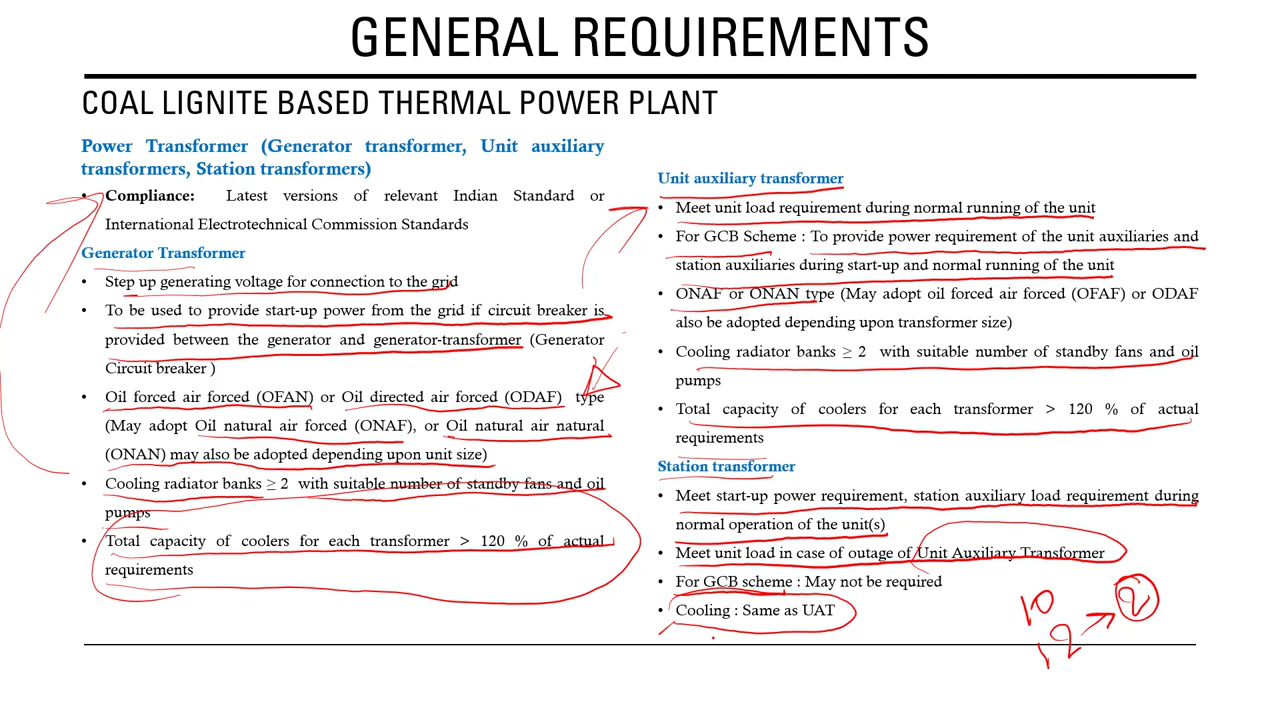 GENERAL REQUIREMENTS
COAL LIGNITE BASED THERMAL POWER PLANT
Power Transformer (Generator transformer, Unit auxiliary
transformers, Station transformers)
• Compliance: Latest versions of relevant Indian Standard or
International Electrotechnical Commission Standards
Generator Transformer
• Step up generating voltage for connection to the grid
• To be used to provide start-up power from the grid if circuit breaker is
provided between the generator and generator-transformer (Generator
Circuit breaker )
• Oil forced air forced (OFAN) or Oil directed air forced (ODAF) type
(May adopt Oil natural air forced (ONAF), or Oil natural air natural
(ONAN) may also be adopted depending upon unit size)
• Cooling radiator banks ≥ 2 with suitable number of standby fans and oil
pumps
• Total capacity of coolers for each transformer > 120 % of actual
requirements
Unit auxiliary transformer
• Meet unit load requirement during normal running of the unit
• For GCB Scheme : To provide power requirement of the unit auxiliaries and
station auxiliaries during start-up and normal running of the unit
• ONAF or ONAN type (May adopt oil forced air forced (OFAF) or ODAF
also be adopted depending upon transformer size)
• Cooling radiator banks ≥ 2 with suitable number of standby fans and oil
pumps
• Total capacity of coolers for each transformer > 120 % of actual
requirements
Station transformer
• Meet start-up power requirement, station auxiliary load requirement during
normal operation of the unit(s)
• Meet unit load in case of outage of Unit Auxiliary Transformer
• For GCB scheme : May not be required
• Cooling : Same as UAT
10
12 → 2